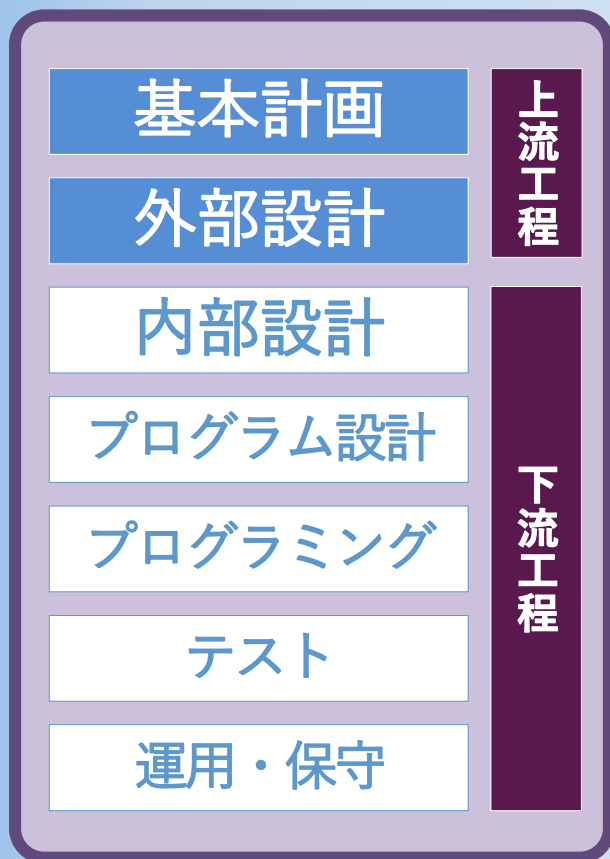 基本計画
外部設計
上流工程
内部設計
プログラム設計
プログラミング
テスト
運用・保守
下流工程